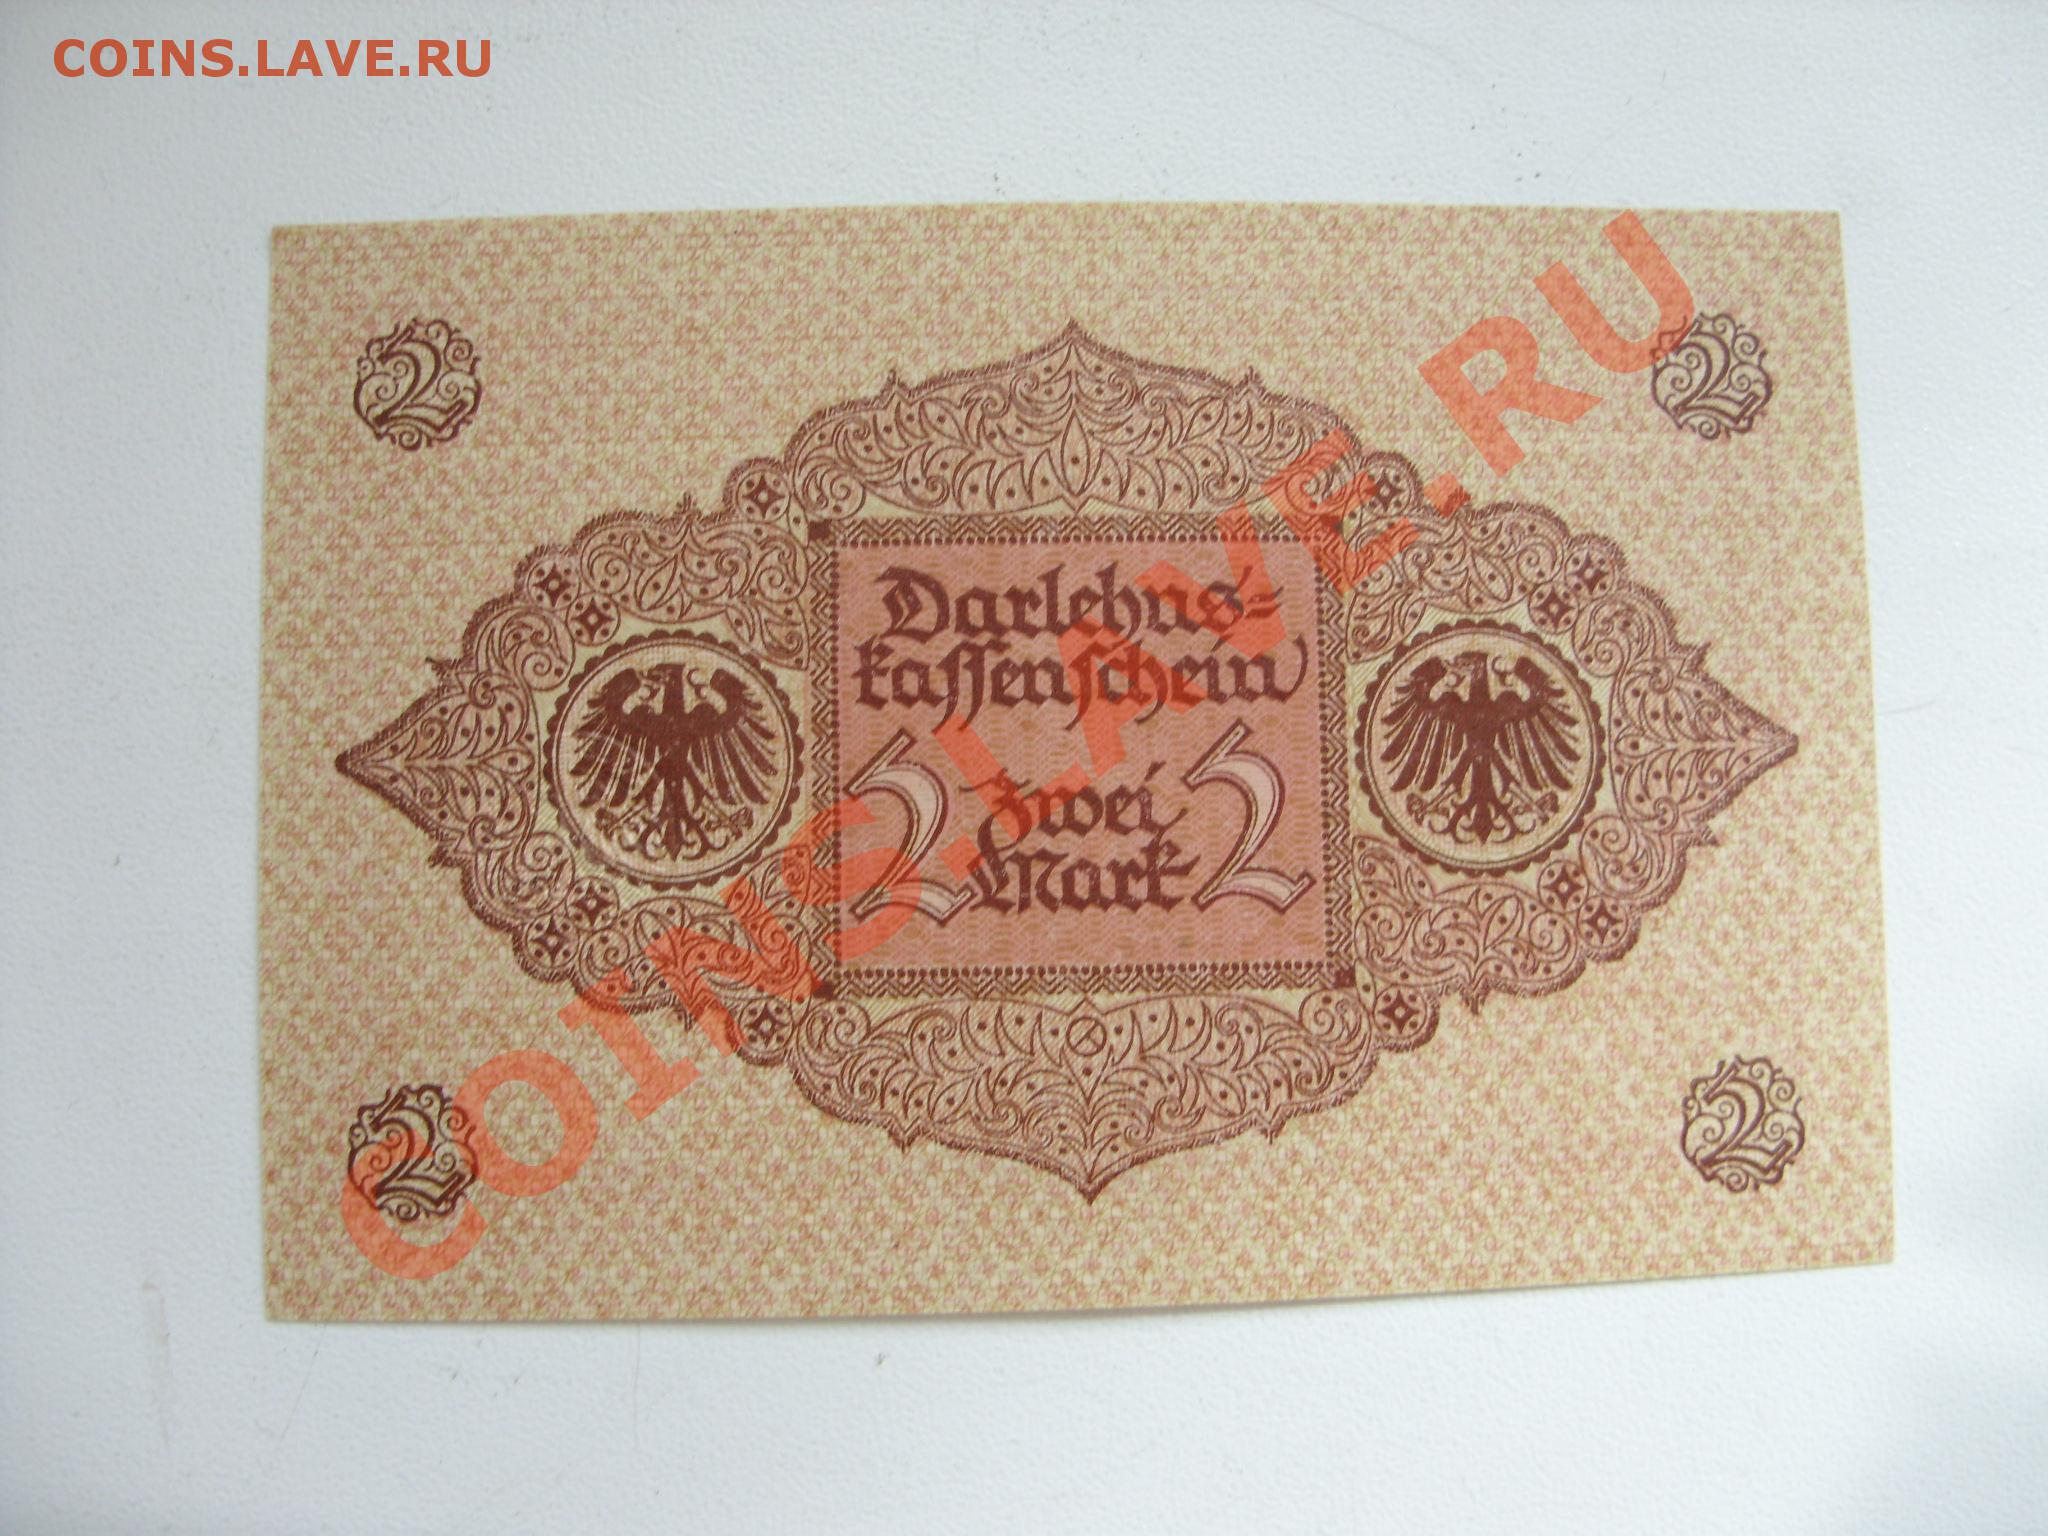 COINS.LAVE.RU
2 2
Darlehns=
kassenschein
2 zwei 2
Mark
2 2
COINS.LAVE.RU